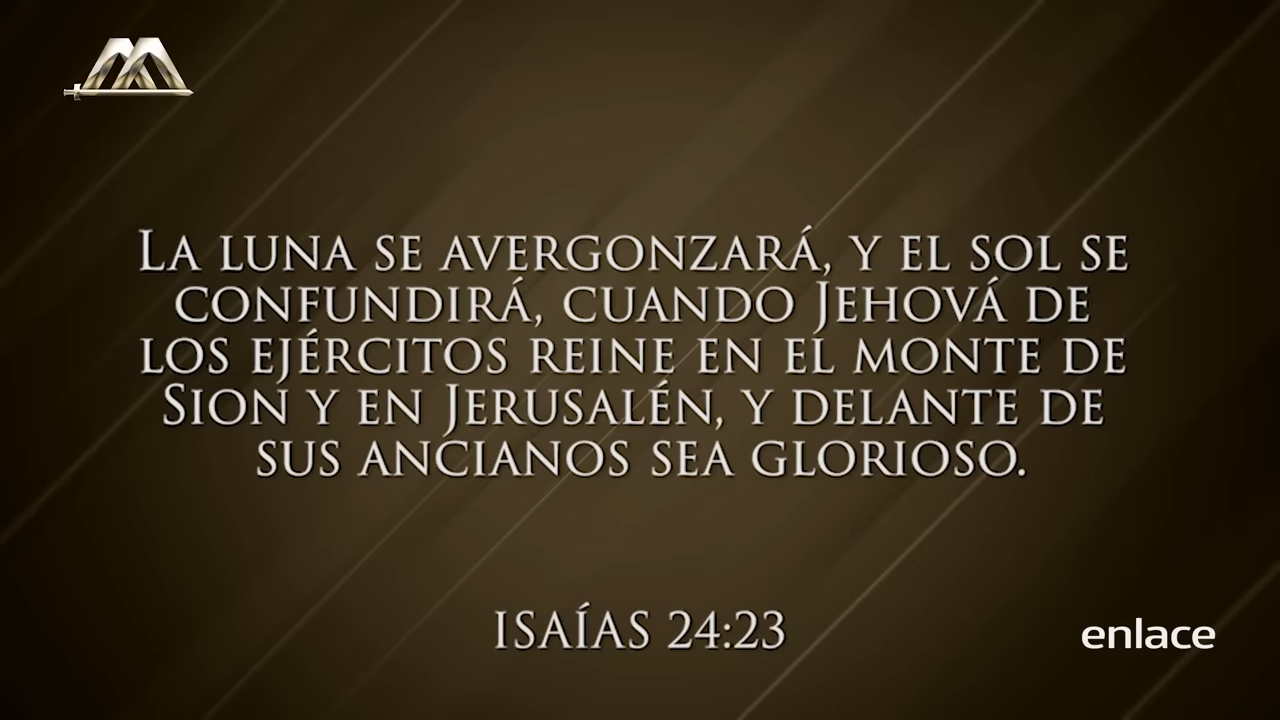 La luna se avergonzará, y el sol se
confundirá, cuando Jehová de
los ejércitos reine en el monte de
Sion y en Jerusalén, y delante de
sus ancianos sea glorioso.
ISAÍAS 24:23
enlace